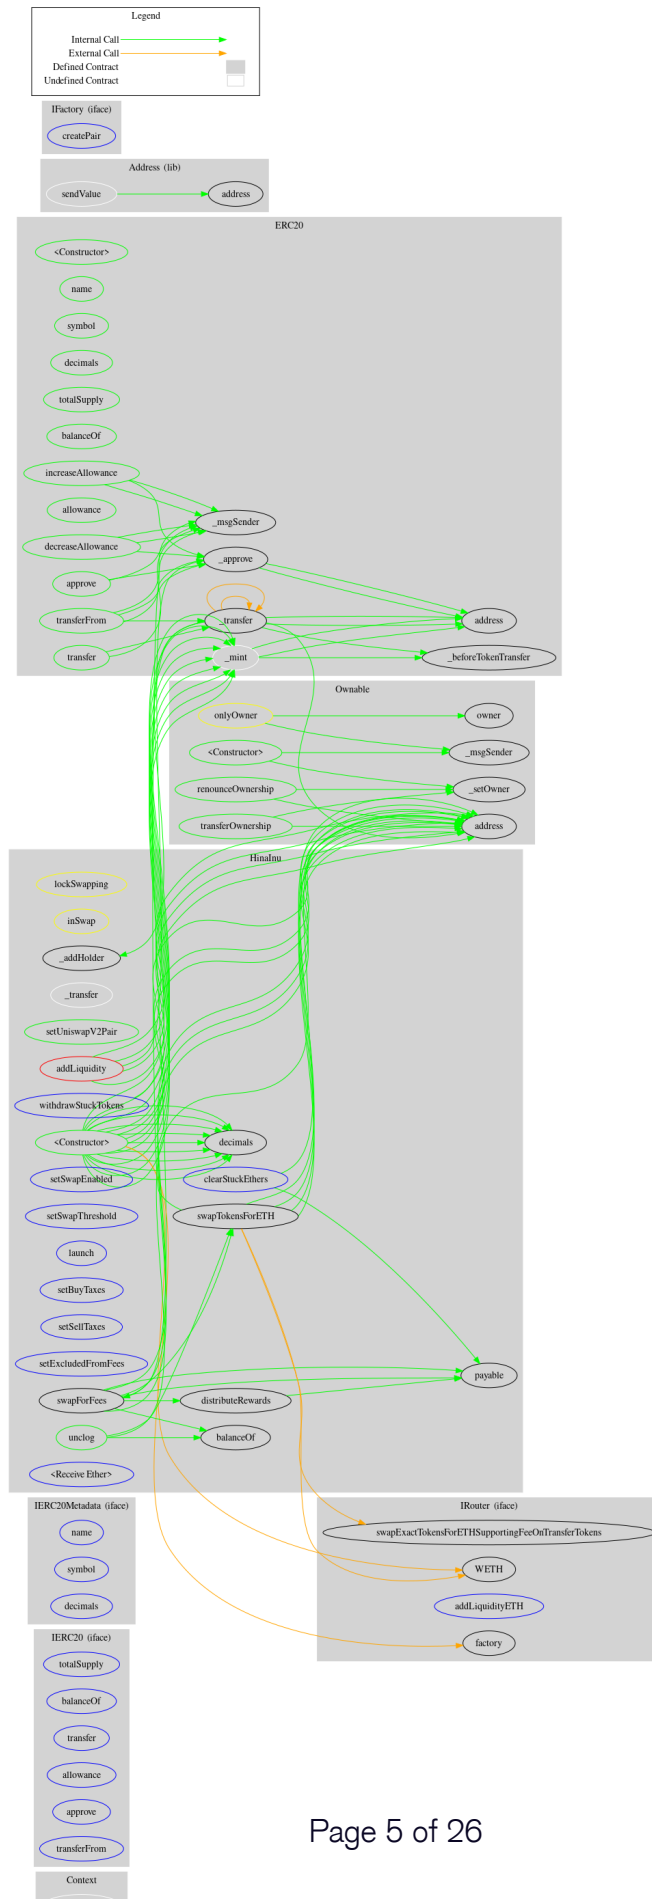 Legend
Internal Call
External Call
Defined Contract
Undefined Contract
IFactory (iface)
createPair
Address (lib)
sendValue
address
ERC20
<Constructor>
name
symbol
decimals
totalSupply
balanceOf
increaseAllowance
allowance
_msgSender
decreaseAllowance
_approve
approve
transferFrom
_transfer
address
transfer
_mint
_beforeTokenTransfer
Ownable
onlyOwner
owner
<Constructor>
_msgSender
renounceOwnership
_setOwner
transferOwnership
address
HinaInu
lockSwapping
inSwap
_addHolder
_transfer
setUniswapV2Pair
addLiquidity
withdrawStuckTokens
<Constructor>
decimals
setSwapEnabled
clearStuckEthers
setSwapThreshold
swapTokensForETH
launch
setBuyTaxes
setSellTaxes
setExcludedFromFees
payable
swapForFees
distributeRewards
unclog
balanceOf
<Receive Ether>
IERC20Metadata (iface)
name
symbol
decimals
IRouter (iface)
swapExactTokensForETHSupportingFeeOnTransferTokens
WETH
addLiquidityETH
factory
IERC20 (iface)
totalSupply
balanceOf
transfer
allowance
approve
transferFrom
Page 5 of 26
Context